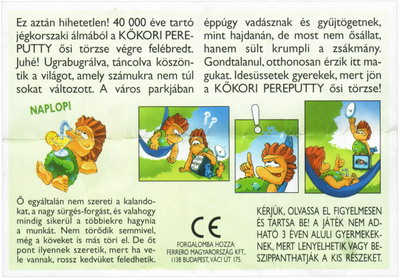 Ez aztán hihetetlen! 40 000 éve tartó
jégkorszaki álmából a KŐKORI PERE-
PUTTY ősi törzse végre felébredt.
Juhé! Ugrabugrálva, táncolva köszön-
tik a világot, amely számukra nem túl
sokat változott. A város parkjában
éppúgy vadásznak és gyűjtögetnek,
mint hajdanán, de most nem ősállat,
hanem sült krumpli a zsákmány.
Gondtalanul, otthonosan érzik itt ma-
gukat. Idesüssetek gyerekek, mert jön
a KŐKORI PEREPUTTY ősi törzse!
NAPLOPI
??
!
Ő egyáltalán nem szereti a kalando-
kat, a nagy sürgés-forgást, és valahogy
mindig sikerül a többiekre hagynia
a munkát. Nem törődik semmivel,
még a köveket is más töri el. De őt
pont ilyennek szeretik, mert ha ve-
le vannak, rossz kedvüket feledhetik.
CE
FORGALOMBA HOZZA:
FERRERO MAGYARORSZÁG KFT.,
1138 BUDAPEST, VÁCI ÚT 175.
KÉRJÜK, OLVASSA EL FIGYELMESEN
ÉS TARTSA BE! A JÁTÉK NEM AD-
HATÓ 3 ÉVEN ALULI GYERMEKEK-
NEK, MERT LENYELHETIK VAGY BE-
SZIPPANTHATJÁK A KIS RÉSZEKET.